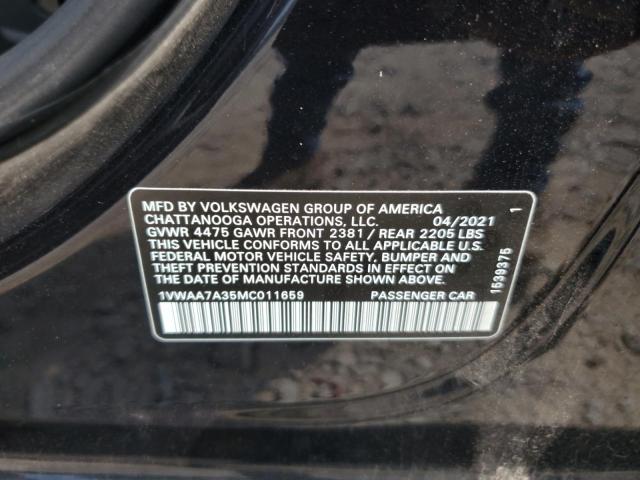 MFD BY VOLKSWAGEN GROUP OF AMERICA
CHATTANOOGA OPERATIONS, LLC. 04/2021
GVWR 4475 GAWR FRONT 2381 / REAR 2205 LBS
THIS VEHICLE CONFORMS TO ALL APPLICABLE U.S.
FEDERAL MOTOR VEHICLE SAFETY, BUMPER AND
THEFT PREVENTION STANDARDS IN EFFECT ON
THE DATE OF MANUFACTURE SHOWN ABOVE.
1VWAA7A35MC011659 PASSENGER CAR
1539375 1